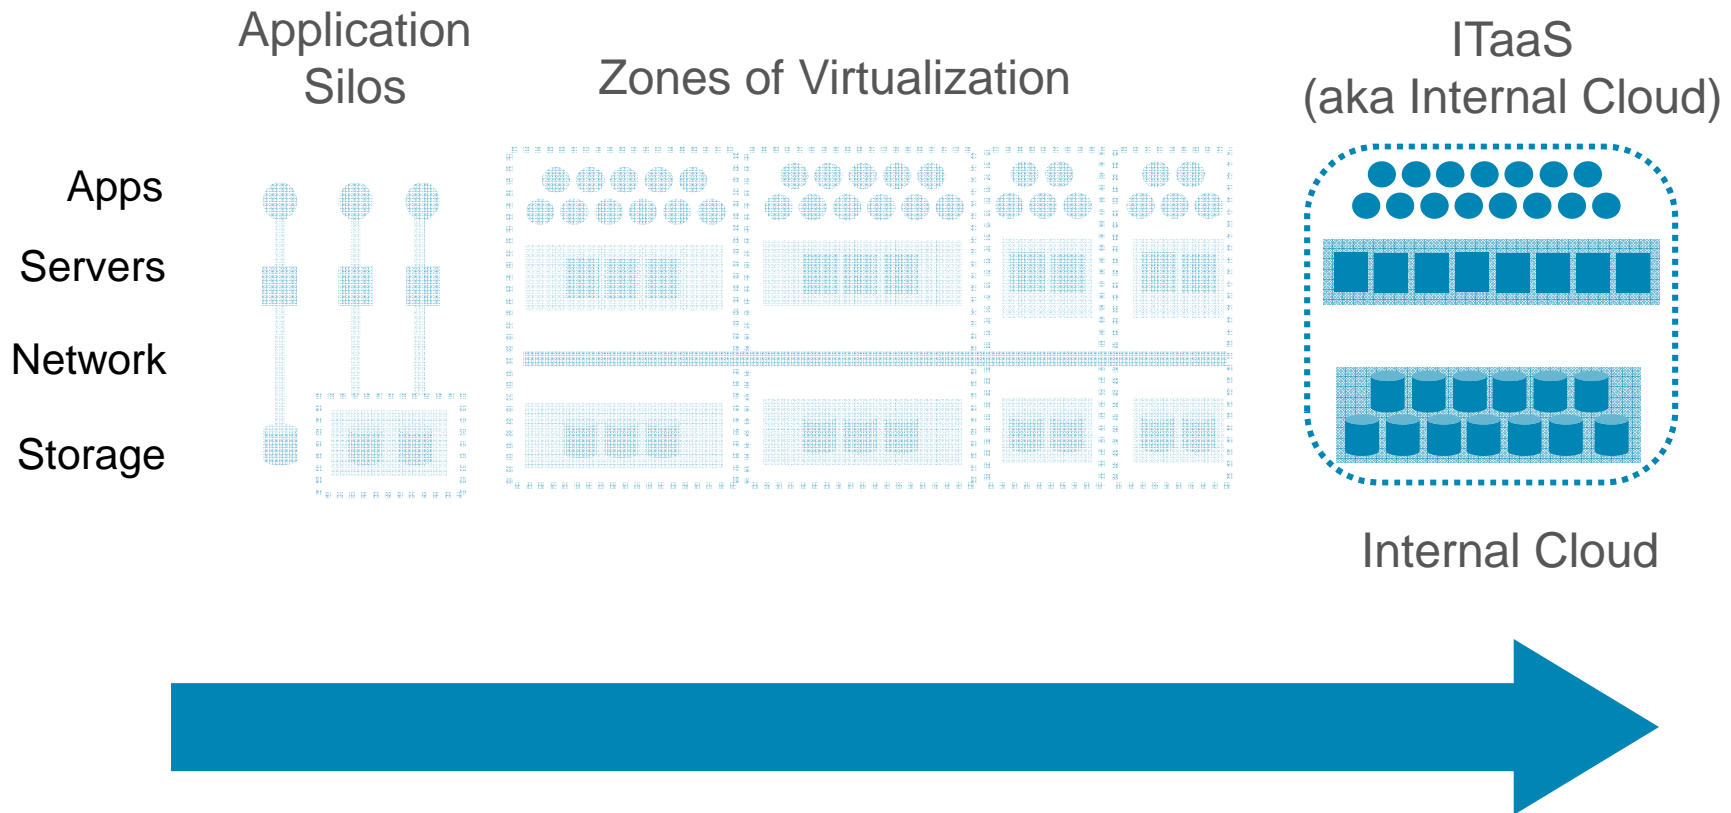 Application
Silos
Zones of Virtualization
ITaaS
(aka Internal Cloud)
Apps
Servers
Network
Storage
Internal Cloud